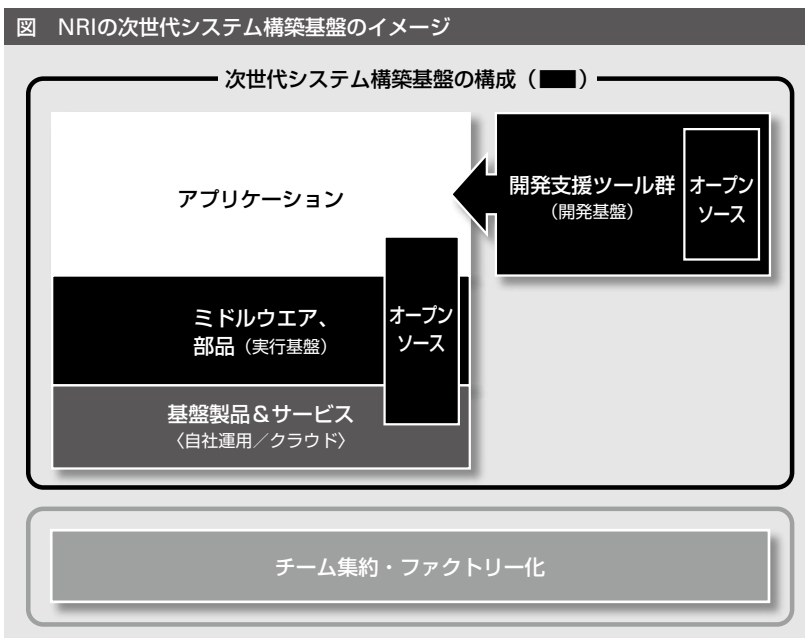 図　NRIの次世代システム構築基盤のイメージ
次世代システム構築基盤の構成（■■）
アプリケーション
開発支援ツール群
（開発基盤）
オープン
ソース
ミドルウエア、
部品（実行基盤）
オープン
ソース
基盤製品＆サービス
〈自社運用／クラウド〉
チーム集約・ファクトリー化